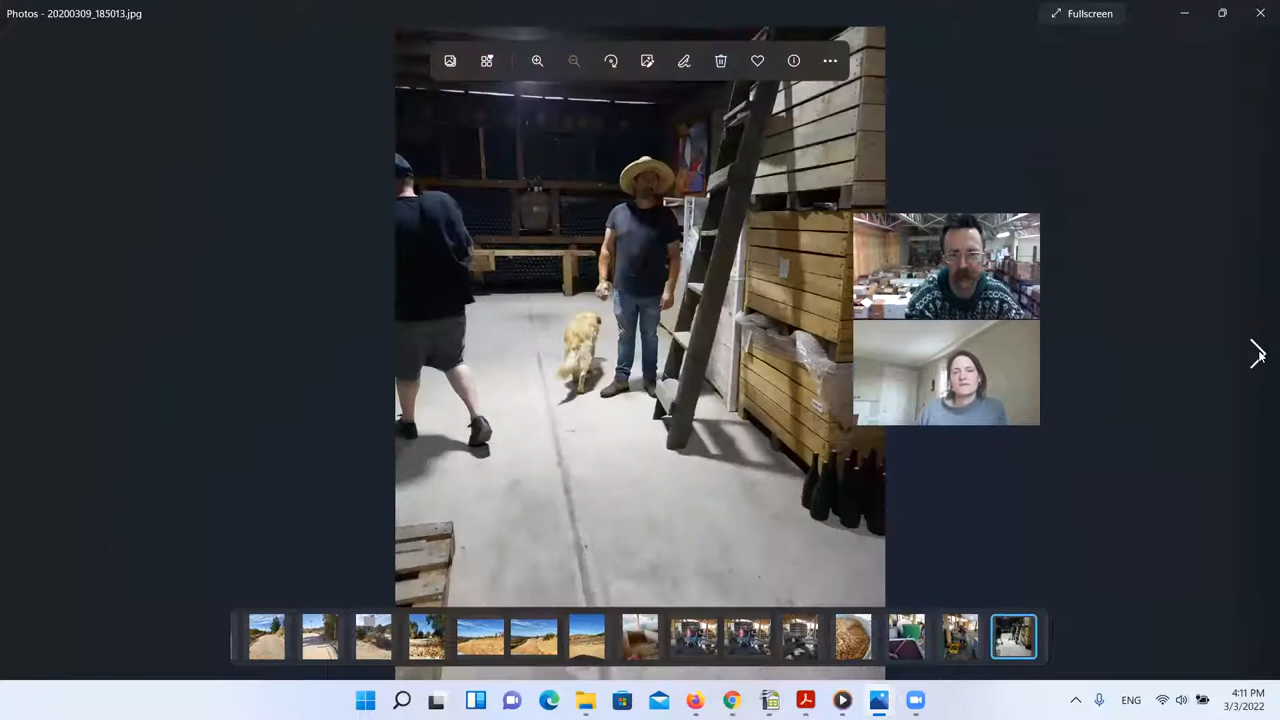 Photos - 20200309_185013.jpg
Fullscreen
ENG
4:11 PM
3/3/2022